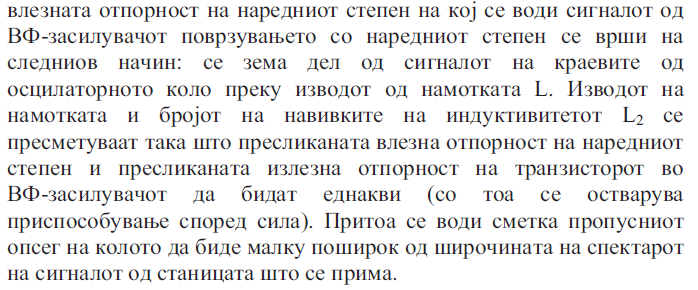 влезната отпорност на наредниот степен на кој се води сигналот од
ВФ-засилувачот поврзувањето со наредниот степен се врши на
следниов начин: се зема дел од сигналот на краевите од
осцилаторното коло преку изводот од намотката L. Изводот на
намотката и бројот на навивките на индуктивитетот L₂ се
пресметуваат така што пресликаната влезна отпорност на наредниот
степен и пресликаната излезна отпорност на транзисторот во
ВФ-засилувачот да бидат еднакви (со тоа се остварува
приспособување според сила). Притоа се води сметка пропусниот
опсег на колото да биде малку поширок од широчината на спектарот
на сигналот од станицата што се прима.